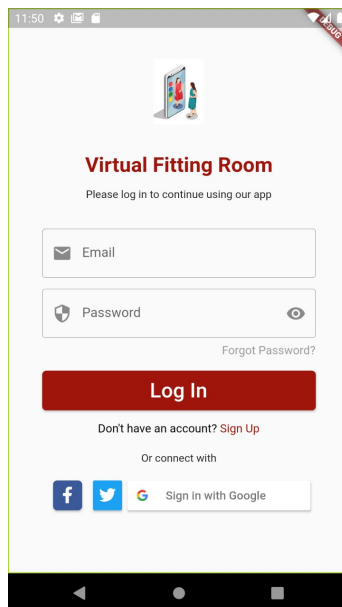 11:50
DEBUG
Virtual Fitting Room
Please log in to continue using our app
Email
Password
Forgot Password?
Log In
Don't have an account? Sign Up
Or connect with
Sign in with Google